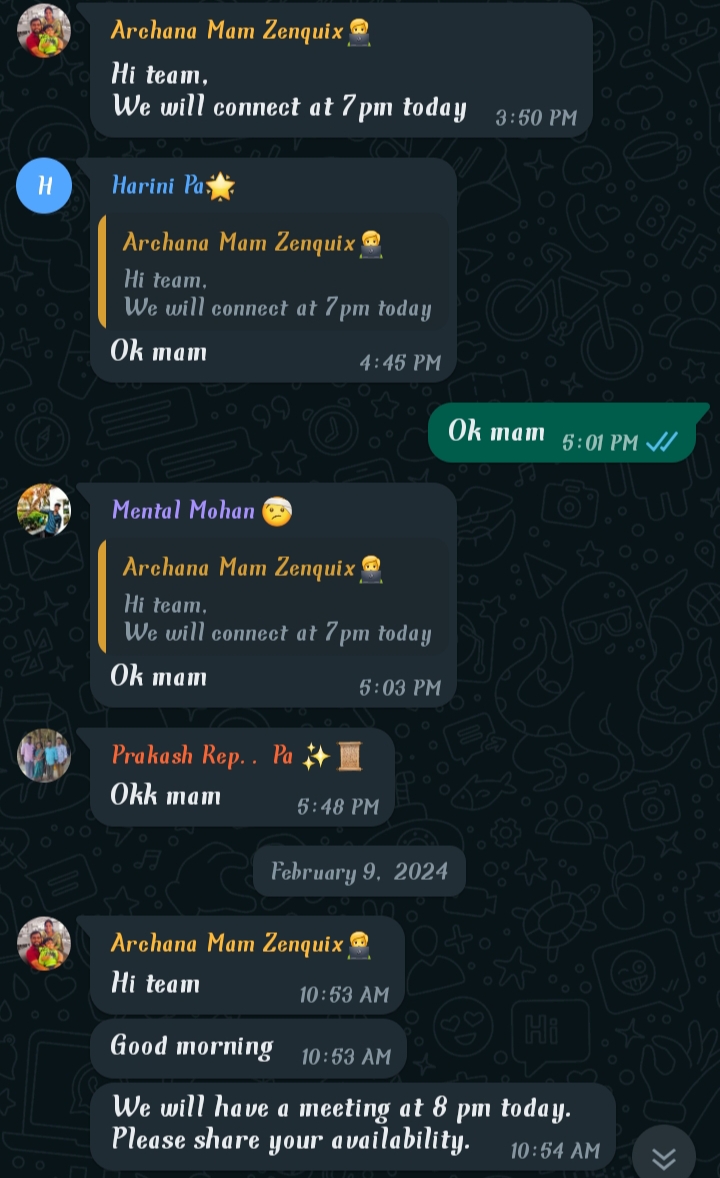 Archana Mam Zenquix🧑‍💻
Hi team,
We will connect at 7pm today
3:50 PM
H
Harini Pa🌟
Archana Mam Zenquix🧑‍💻
Hi team,
We will connect at 7pm today
Ok mam
4:45 PM
Ok mam 5:01 PM
Mental Mohan 🤕
Archana Mam Zenquix🧑‍💻
Hi team,
We will connect at 7pm today
Ok mam
5:03 PM
Prakash Rep.. Pa ✨📜
Okk mam
5:48 PM
February 9, 2024
Archana Mam Zenquix🧑‍💻
Hi team
10:53 AM
Good morning 10:53 AM
We will have a meeting at 8 pm today.
Please share your availability. 10:54 AM